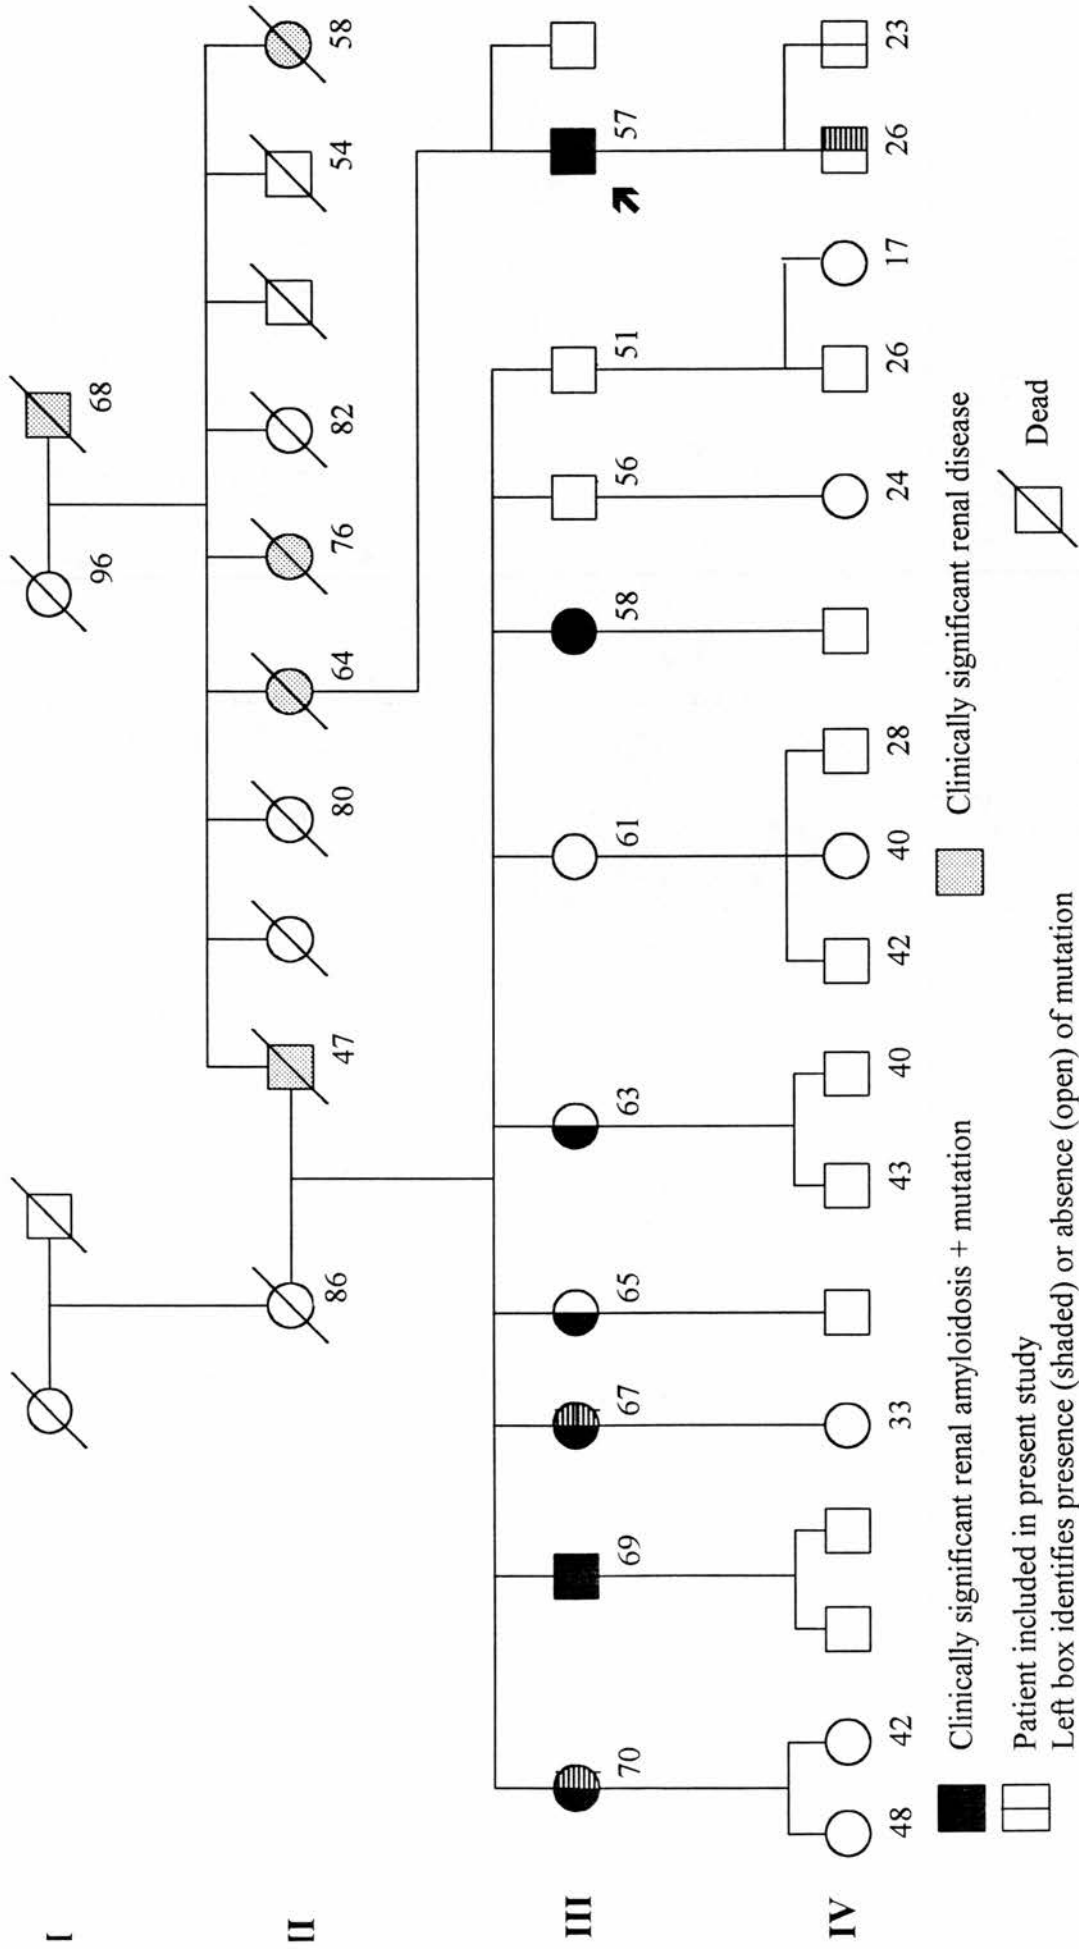 I
96 68
II
86 47 80 64 76 82 54 58
III
70 69 67 65 63 61 58 56 51 57
IV
48 42 33 43 40 42 40 28 24 26 17 26 23
Clinically significant renal amyloidosis + mutation
Clinically significant renal disease
Patient included in present study
Left box identifies presence (shaded) or absence (open) of mutation
Dead